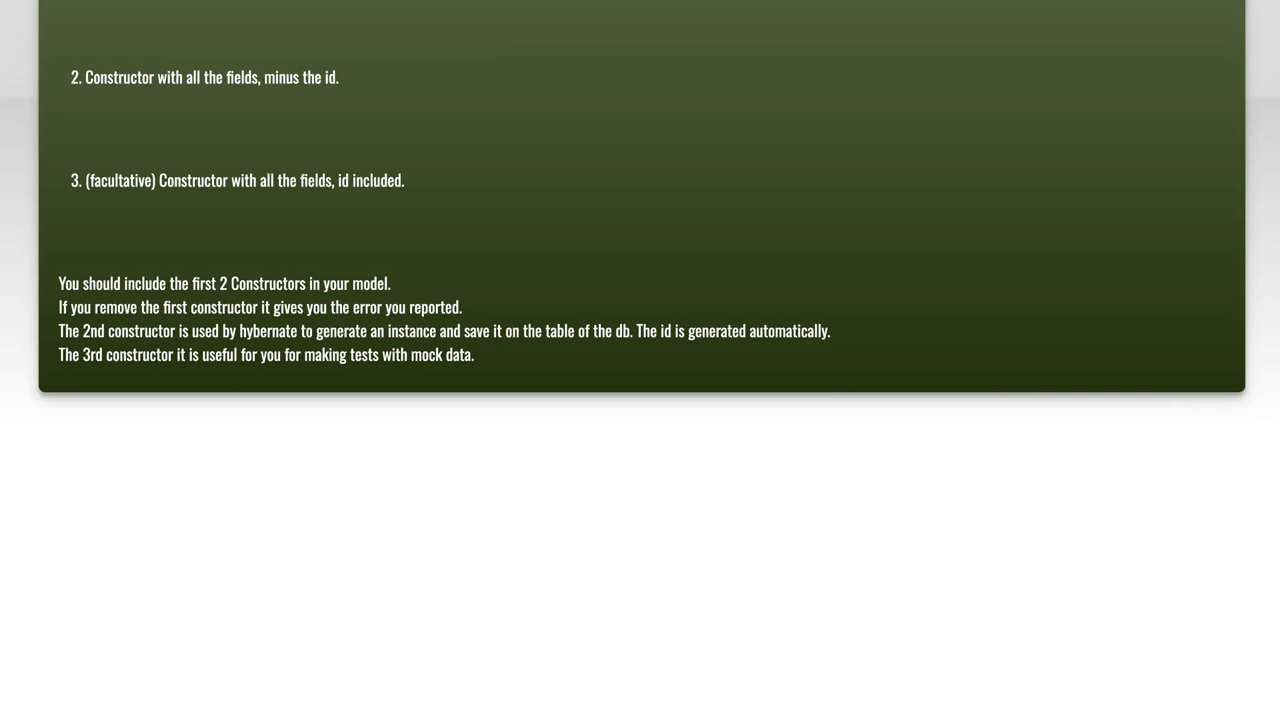 2. Constructor with all the fields, minus the id.
3. (facultative) Constructor with all the fields, id included.
You should include the first 2 Constructors in your model.
If you remove the first constructor it gives you the error you reported.
The 2nd constructor is used by hybernate to generate an instance and save it on the table of the db. The id is generated automatically.
The 3rd constructor it is useful for you for making tests with mock data.